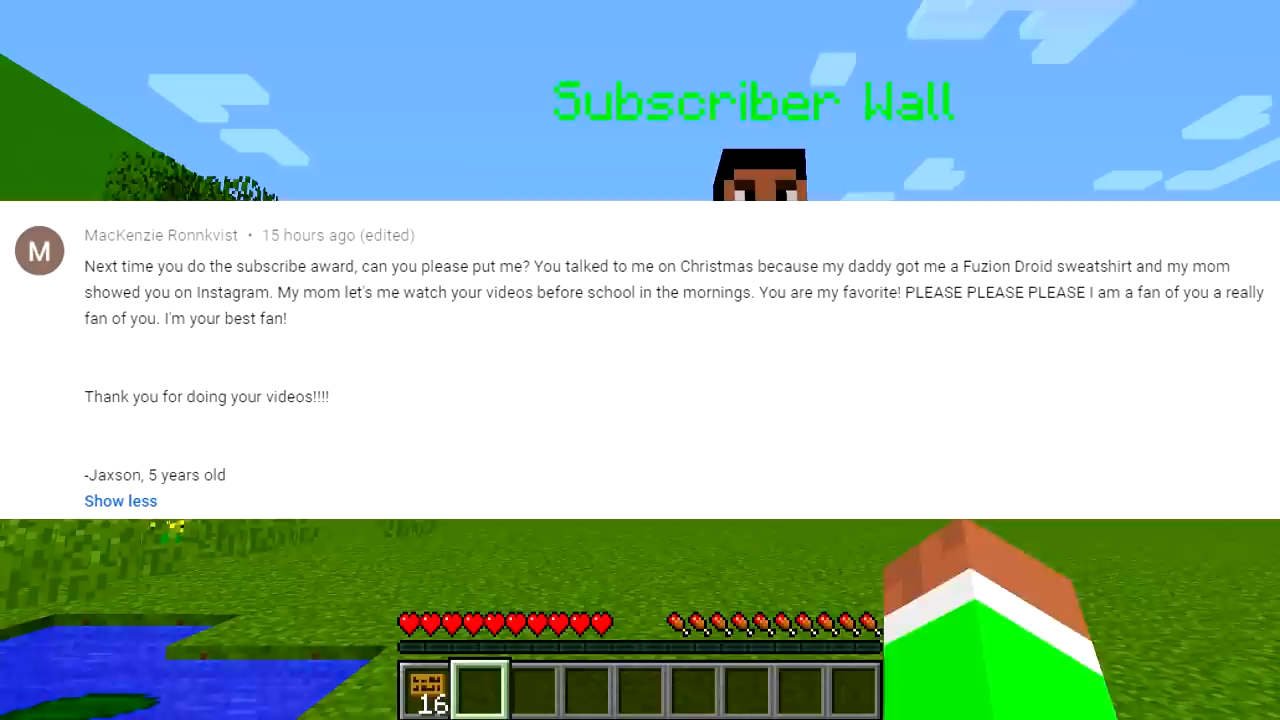 Subscriber Wall
M
MacKenzie Ronnkvist • 15 hours ago (edited)
Next time you do the subscribe award, can you please put me? You talked to me on Christmas because my daddy got me a Fuzion Droid sweatshirt and my mom
showed you on Instagram. My mom let's me watch your videos before school in the mornings. You are my favorite! PLEASE PLEASE PLEASE I am a fan of you a really
fan of you. I'm your best fan!
Thank you for doing your videos!!!!
-Jaxson, 5 years old
Show less
16